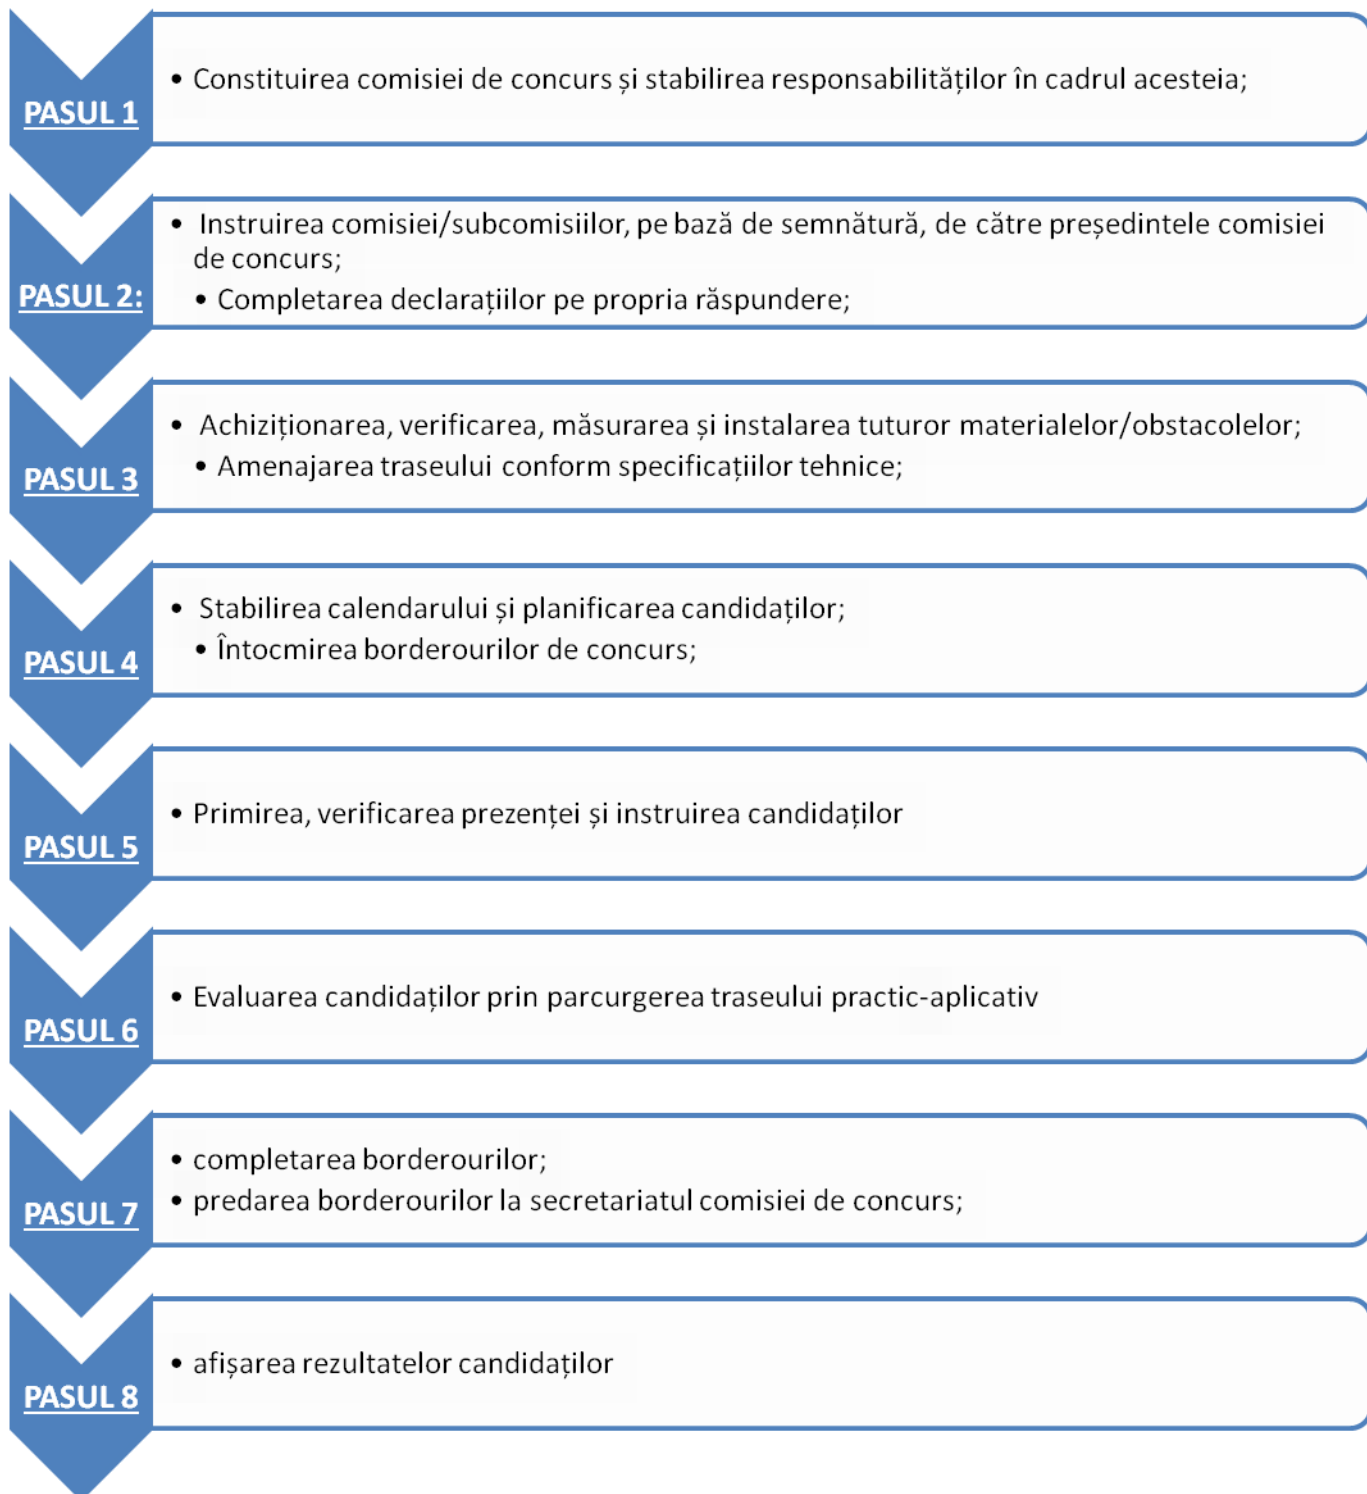 PASUL 1
• Constituirea comisiei de concurs și stabilirea responsabilităților în cadrul acesteia;
PASUL 2:
• Instruirea comisiei/subcomisiilor, pe bază de semnătură, de către președintele comisiei
de concurs;
• Completarea declarațiilor pe propria răspundere;
PASUL 3
• Achiziționarea, verificarea, măsurarea și instalarea tuturor materialelor/obstacolelor;
• Amenajarea traseului conform specificațiilor tehnice;
PASUL 4
• Stabilirea calendarului și planificarea candidaților;
• Întocmirea borderourilor de concurs;
PASUL 5
• Primirea, verificarea prezenței și instruirea candidaților
PASUL 6
• Evaluarea candidaților prin parcurgerea traseului practic-aplicativ
PASUL 7
• completarea borderourilor;
• predarea borderourilor la secretariatul comisiei de concurs;
PASUL 8
• afișarea rezultatelor candidaților